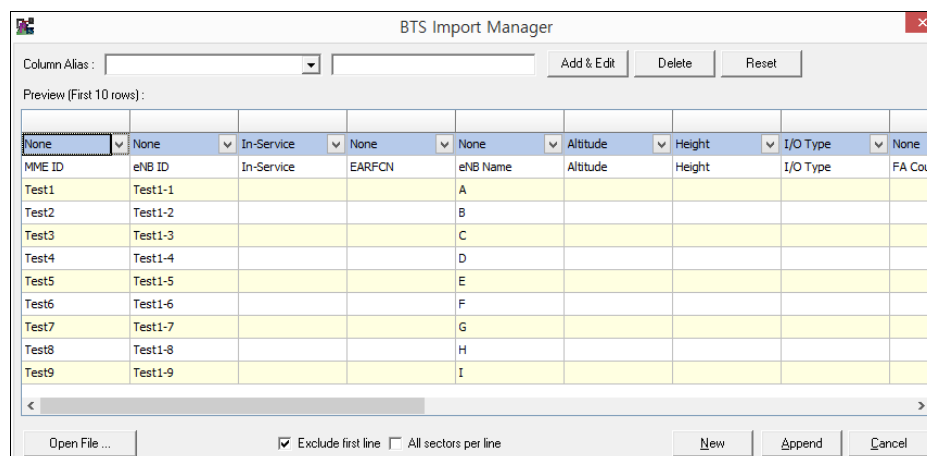 BTS Import Manager
Column Alias : Add & Edit Delete Reset
Preview (First 10 rows) :
None None In-Service None None Altitude Height I/O Type None
MME ID eNB ID In-Service EARFCN eNB Name Altitude Height I/O Type FA Cou
Test1 Test1-1 A
Test2 Test1-2 B
Test3 Test1-3 C
Test4 Test1-4 D
Test5 Test1-5 E
Test6 Test1-6 F
Test7 Test1-7 G
Test8 Test1-8 H
Test9 Test1-9 I
Open File ... Exclude first line All sectors per line New Append Cancel